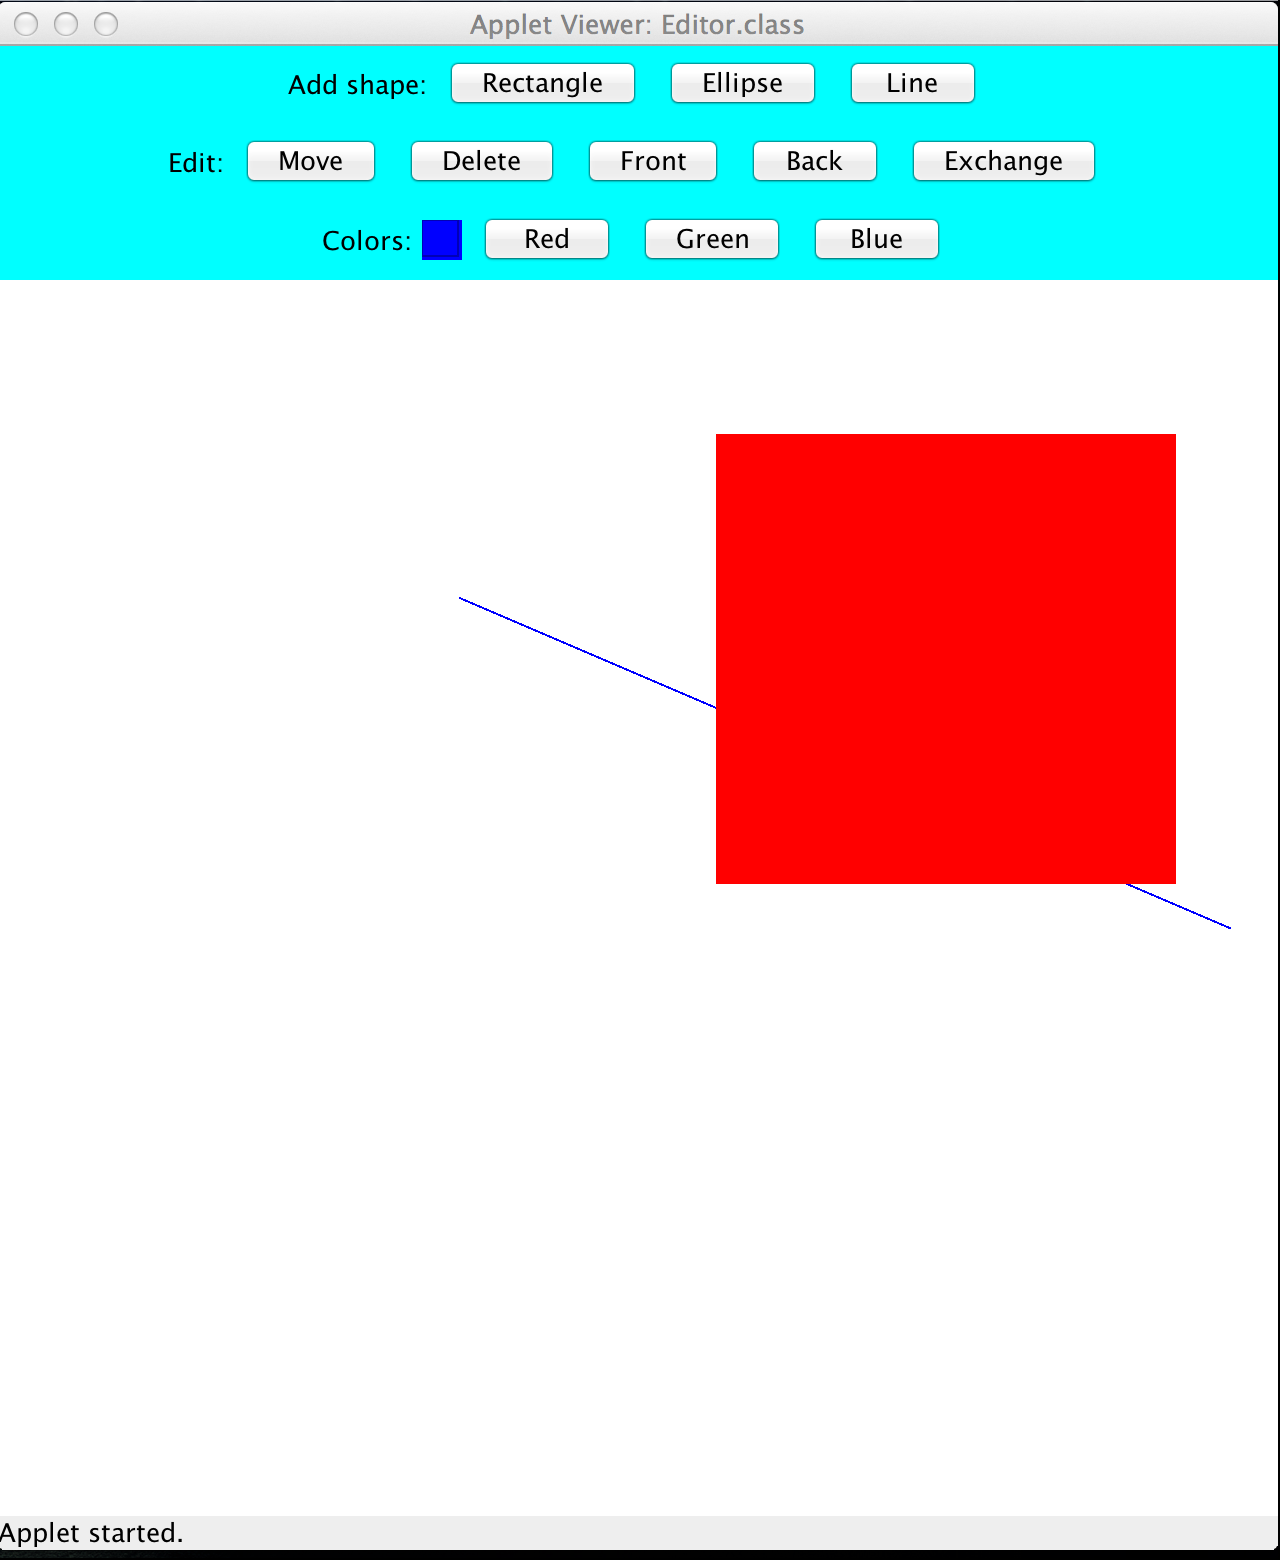 Applet Viewer: Editor.class
Add shape: Rectangle Ellipse Line
Edit: Move Delete Front Back Exchange
Colors: Red Green Blue
Applet started.